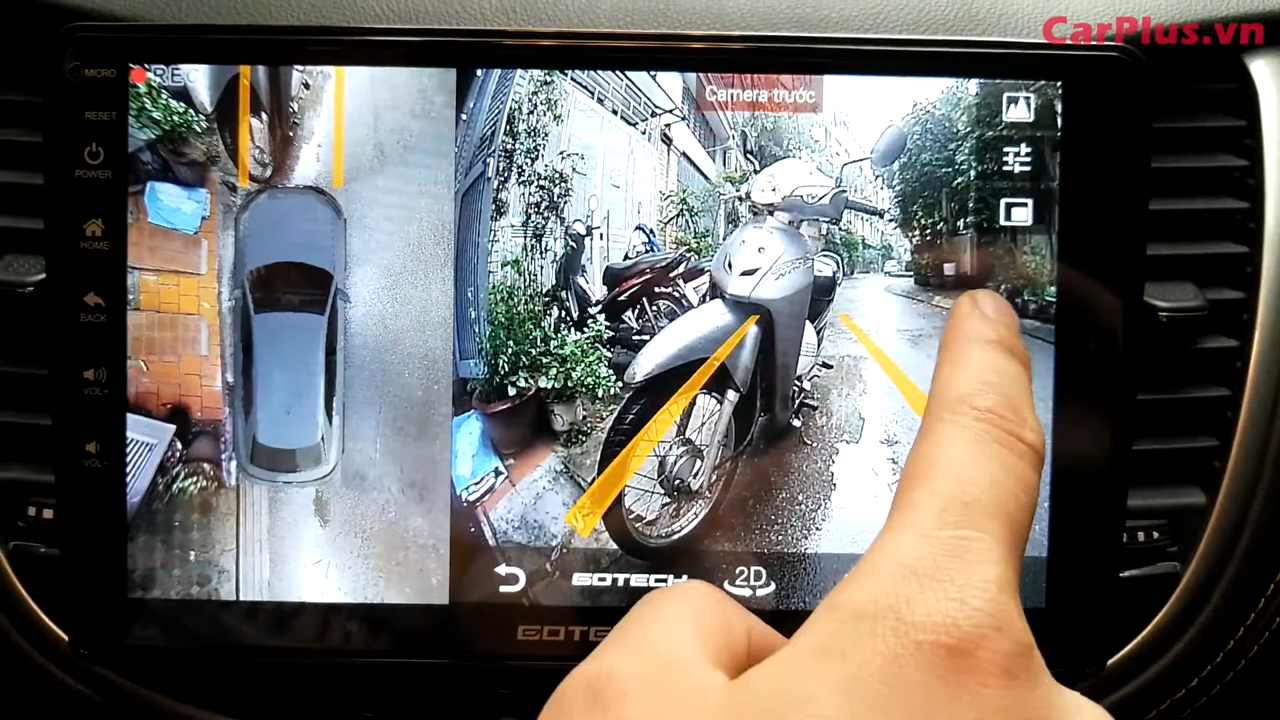 CarPlus.vn
MICRO
REC
RESET
POWER
HOME
BACK
VOL+
VOL-
Camera trước
GOTECH
2D
GOTE